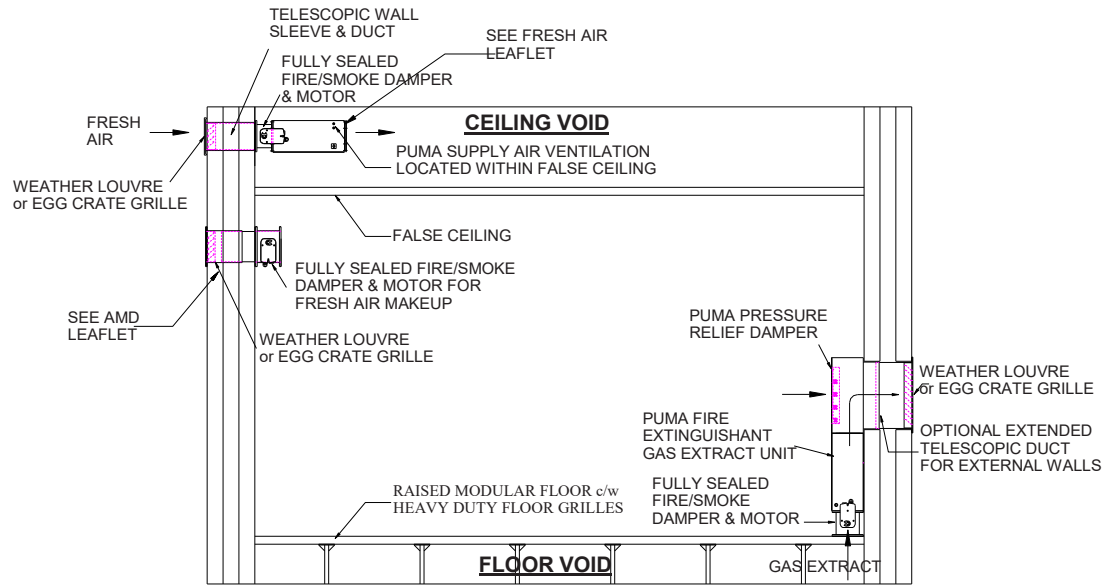 TELESCOPIC WALL
SLEEVE & DUCT
SEE FRESH AIR
LEAFLET
FULLY SEALED
FIRE/SMOKE DAMPER
& MOTOR
FRESH
AIR
CEILING VOID
PUMA SUPPLY AIR VENTILATION
LOCATED WITHIN FALSE CEILING
WEATHER LOUVRE
or EGG CRATE GRILLE
FALSE CEILING
FULLY SEALED FIRE/SMOKE
DAMPER & MOTOR FOR
FRESH AIR MAKEUP
SEE AMD
LEAFLET
WEATHER LOUVRE
or EGG CRATE GRILLE
PUMA PRESSURE
RELIEF DAMPER
WEATHER LOUVRE
or EGG CRATE GRILLE
PUMA FIRE
EXTINGUISHANT
GAS EXTRACT UNIT
OPTIONAL EXTENDED
TELESCOPIC DUCT
FOR EXTERNAL WALLS
FULLY SEALED
FIRE/SMOKE
DAMPER & MOTOR
RAISED MODULAR FLOOR c/w
HEAVY DUTY FLOOR GRILLES
FLOOR VOID
GAS EXTRACT